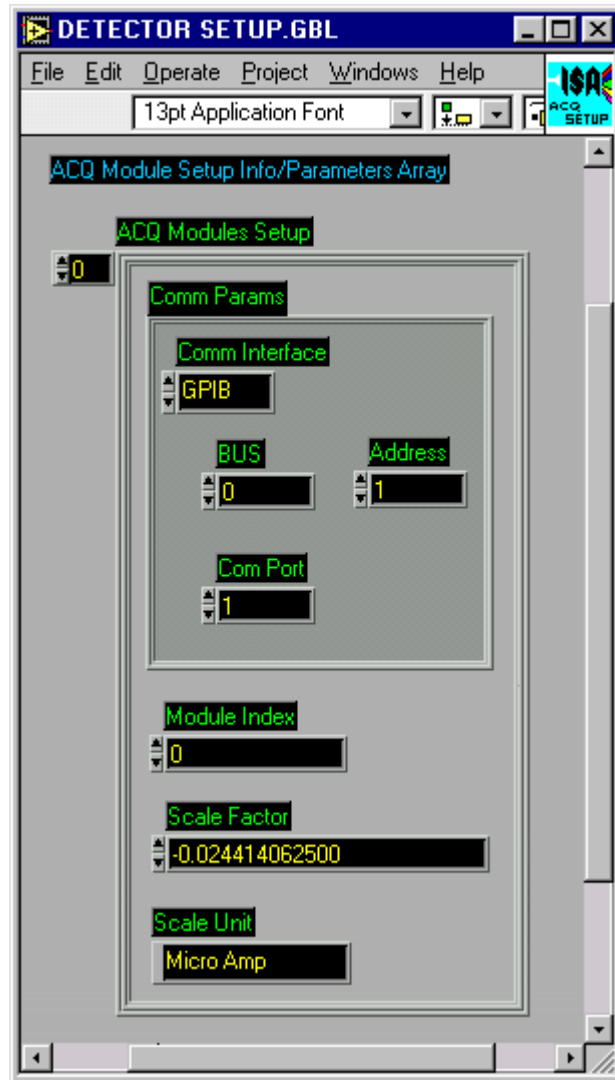 DETECTOR SETUP.GBL
File Edit Operate Project Windows Help
ISA
ACQ
SETUP
13pt Application Font
ACQ Module Setup Info/Parameters Array
ACQ Modules Setup
0
Comm Params
Comm Interface
GPIB
BUS Address
0 1
Com Port
1
Module Index
0
Scale Factor
-0.024414062500
Scale Unit
Micro Amp